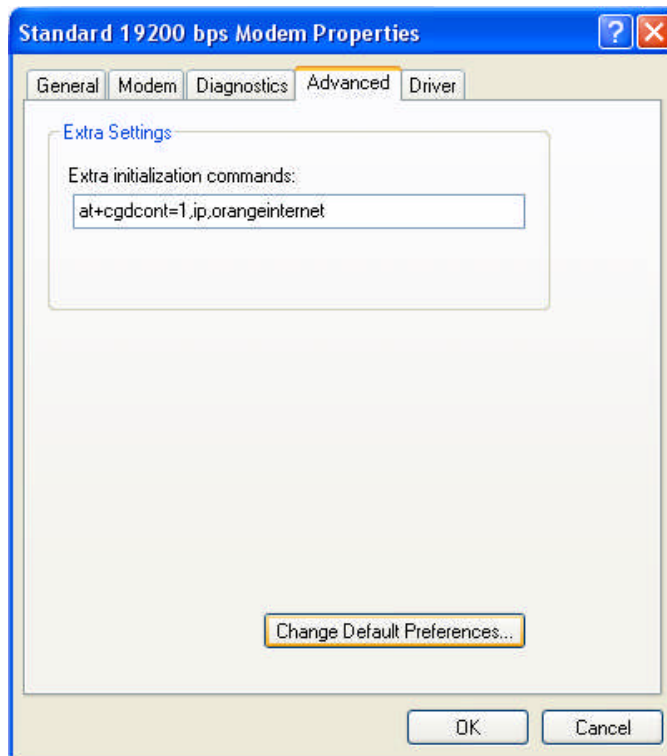 Standard 19200 bps Modem Properties
General Modem Diagnostics Advanced Driver
Extra Settings
Extra initialization commands:
at+cgdcont=1,ip,orangeinternet
Change Default Preferences...
OK Cancel